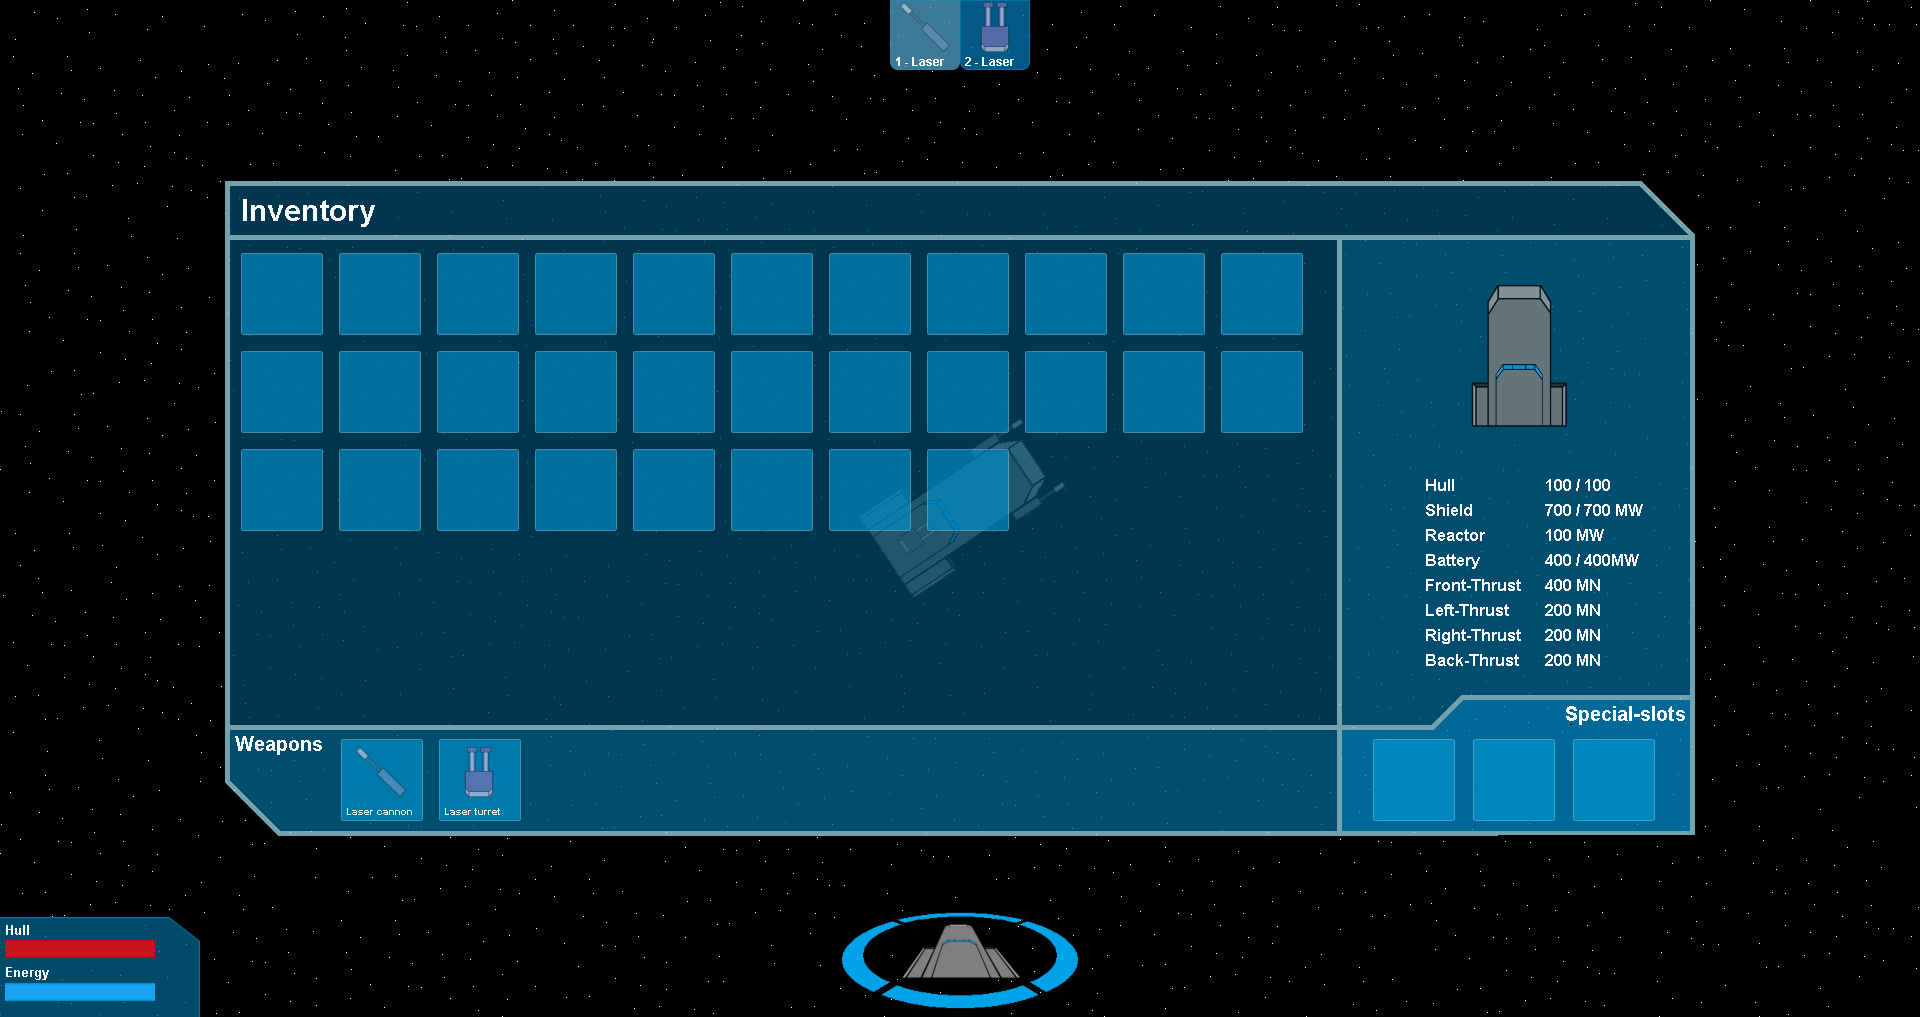 1 - Laser
2 - Laser
Inventory
Hull 100 / 100
Shield 700 / 700 MW
Reactor 100 MW
Battery 400 / 400MW
Front-Thrust 400 MN
Left-Thrust 200 MN
Right-Thrust 200 MN
Back-Thrust 200 MN
Special-slots
Weapons
Laser cannon
Laser turret
Hull
Energy